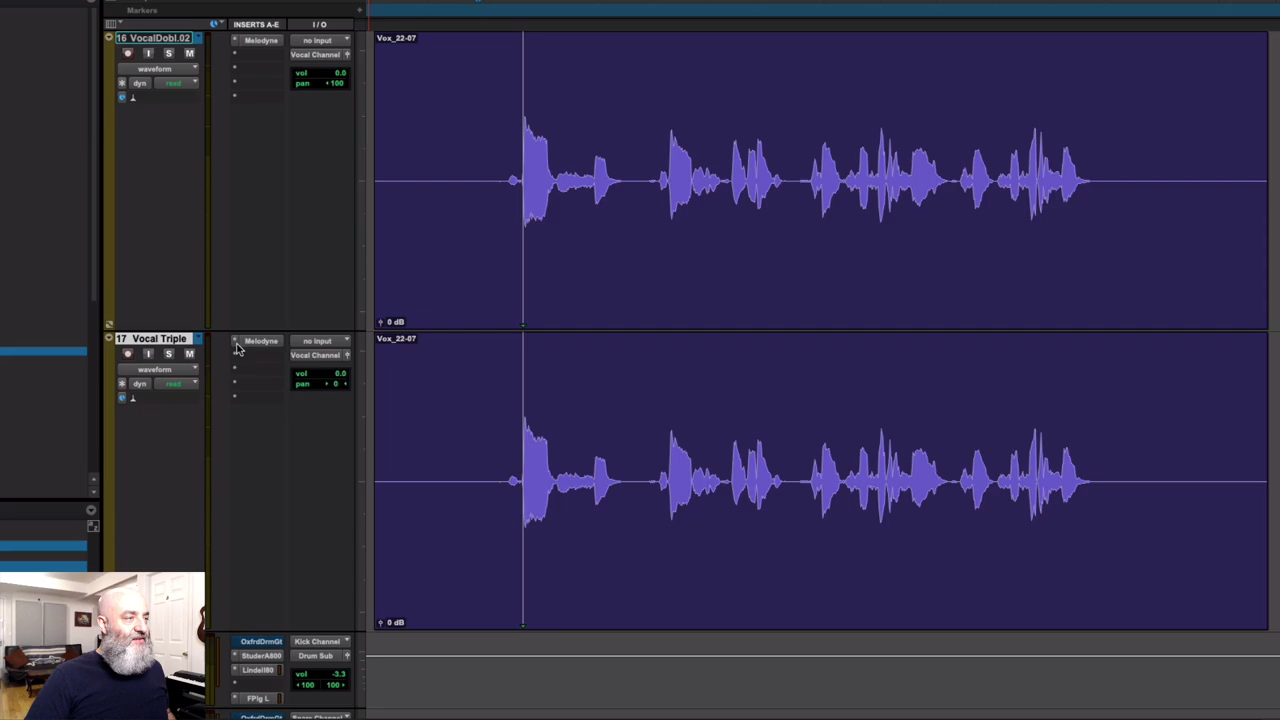 Markers +
INSERTS A-E I / O
16 VocalDobl.02 Melodyne no input Vox_22-07
I S M Vocal Channel
waveform vol 0.0
dyn read pan 100
0 dB
17 Vocal Triple Melodyne no input Vox_22-07
I S M Vocal Channel
waveform vol 0.0
dyn read pan 0
0 dB
OxfrdDrmGt Kick Channel
StuderA800 Drum Sub
Lindell80 vol -3.3
100 100
FPlg L